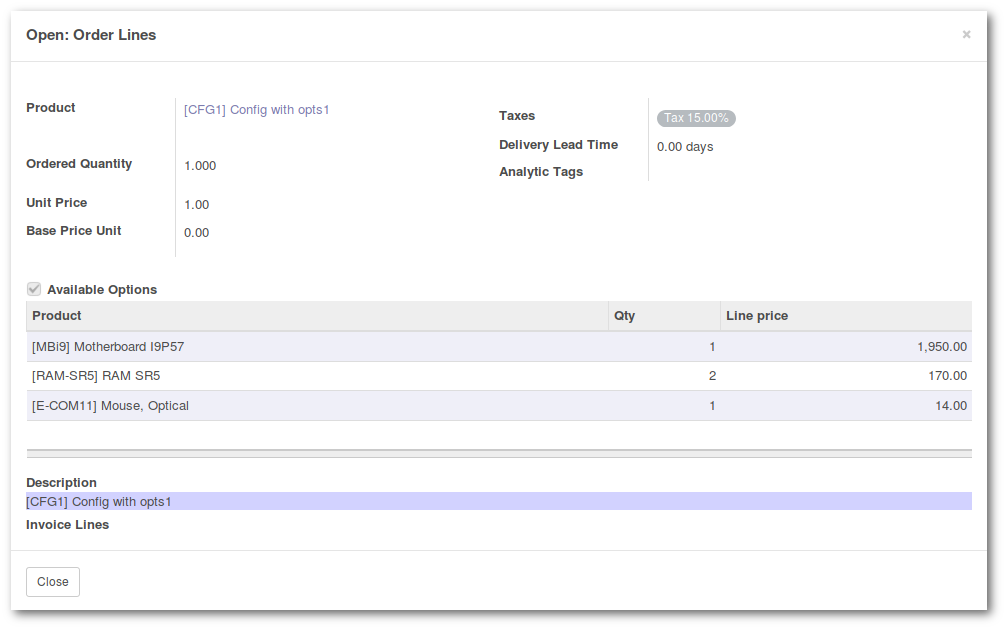 Open: Order Lines ×
Product [CFG1] Config with opts1
Ordered Quantity 1.000
Unit Price 1.00
Base Price Unit 0.00
Taxes Tax 15.00%
Delivery Lead Time 0.00 days
Analytic Tags
Available Options
Product Qty Line price
[MBi9] Motherboard I9P57 1 1,950.00
[RAM-SR5] RAM SR5 2 170.00
[E-COM11] Mouse, Optical 1 14.00
Description
[CFG1] Config with opts1
Invoice Lines
Close